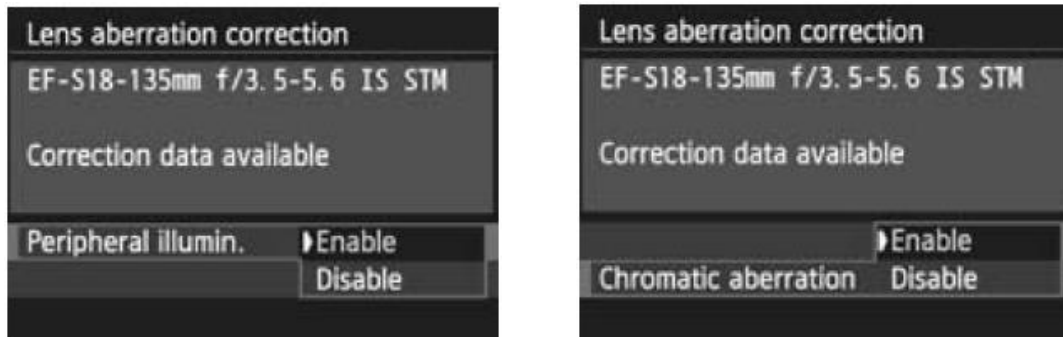 Lens aberration correction
EF-S18-135mm f/3.5-5.6 IS STM
Correction data available
Peripheral illumin. Enable
Disable
Lens aberration correction
EF-S18-135mm f/3.5-5.6 IS STM
Correction data available
Enable
Chromatic aberration Disable